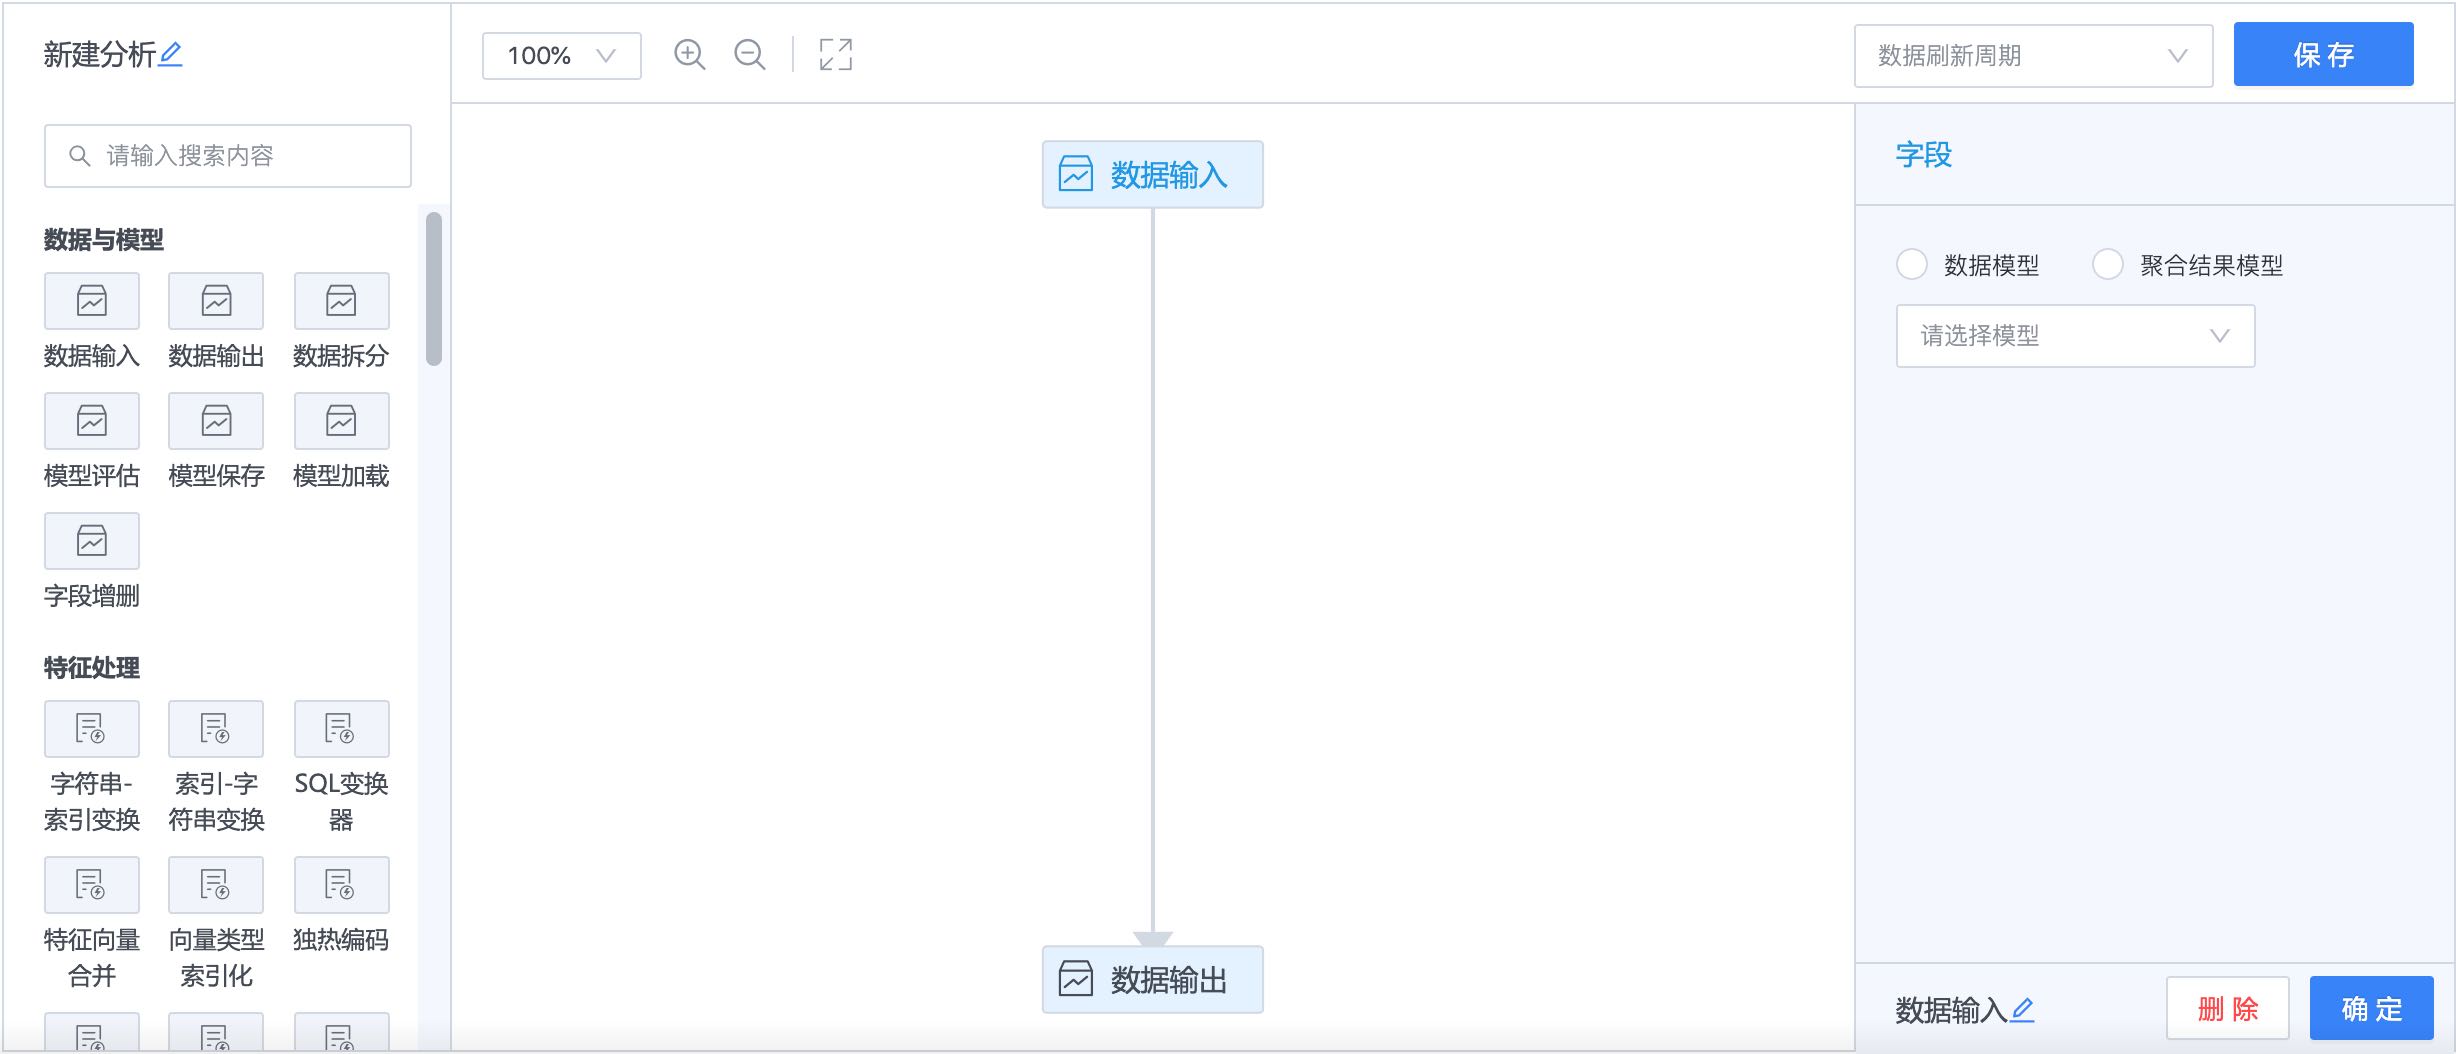 新建分析
100%
数据刷新周期
保 存
请输入搜索内容
数据与模型
数据输入
数据输出
数据拆分
模型评估
模型保存
模型加载
字段增删
特征处理
字符串-
索引变换
索引-字
符串变换
SQL变换
器
特征向量
合并
向量类型
索引化
独热编码
数据输入
数据输出
字段
数据模型
聚合结果模型
请选择模型
数据输入
删 除
确 定